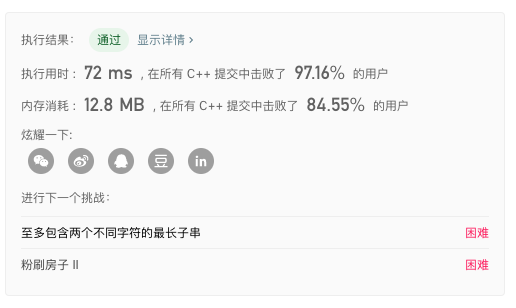 执行结果： 通过 显示详情 >
执行用时： 72 ms ，在所有 C++ 提交中击败了 97.16% 的用户
内存消耗： 12.8 MB ，在所有 C++ 提交中击败了 84.55% 的用户
炫耀一下:
豆 in
进行下一个挑战：
至多包含两个不同字符的最长子串 困难
粉刷房子 II 困难